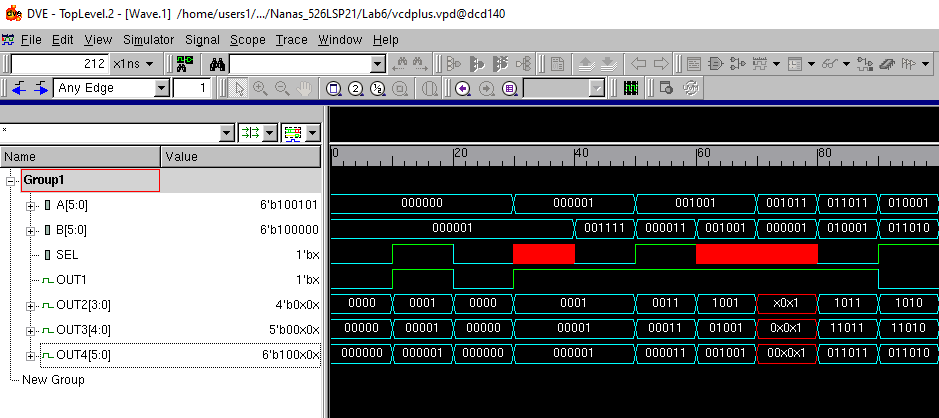 DVE - TopLevel.2 - [Wave.1] /home/users1/.../Nanas_526LSP21/Lab6/vcdplus.vpd@dcd140
File Edit View Simulator Signal Scope Trace Window Help
212 x1ns
Any Edge 1
*
Name Value 0 20 40 60 80
Group1
A[5:0] 6'b100101 000000 000001 001001 001011 011011 010001
B[5:0] 6'b100000 000001 001111 000011 001001 000001 010001 011010
SEL 1'bx
OUT1 1'bx
OUT2[3:0] 4'b0x0x 0000 0001 0000 0001 0011 1001 x0x1 1011 1010
OUT3[4:0] 5'b00x0x 00000 00001 00000 00001 00011 01001 0x0x1 11011 11010
OUT4[5:0] 6'b100x0x 000000 000001 000000 000001 000011 001001 00x0x1 011011 011010
New Group